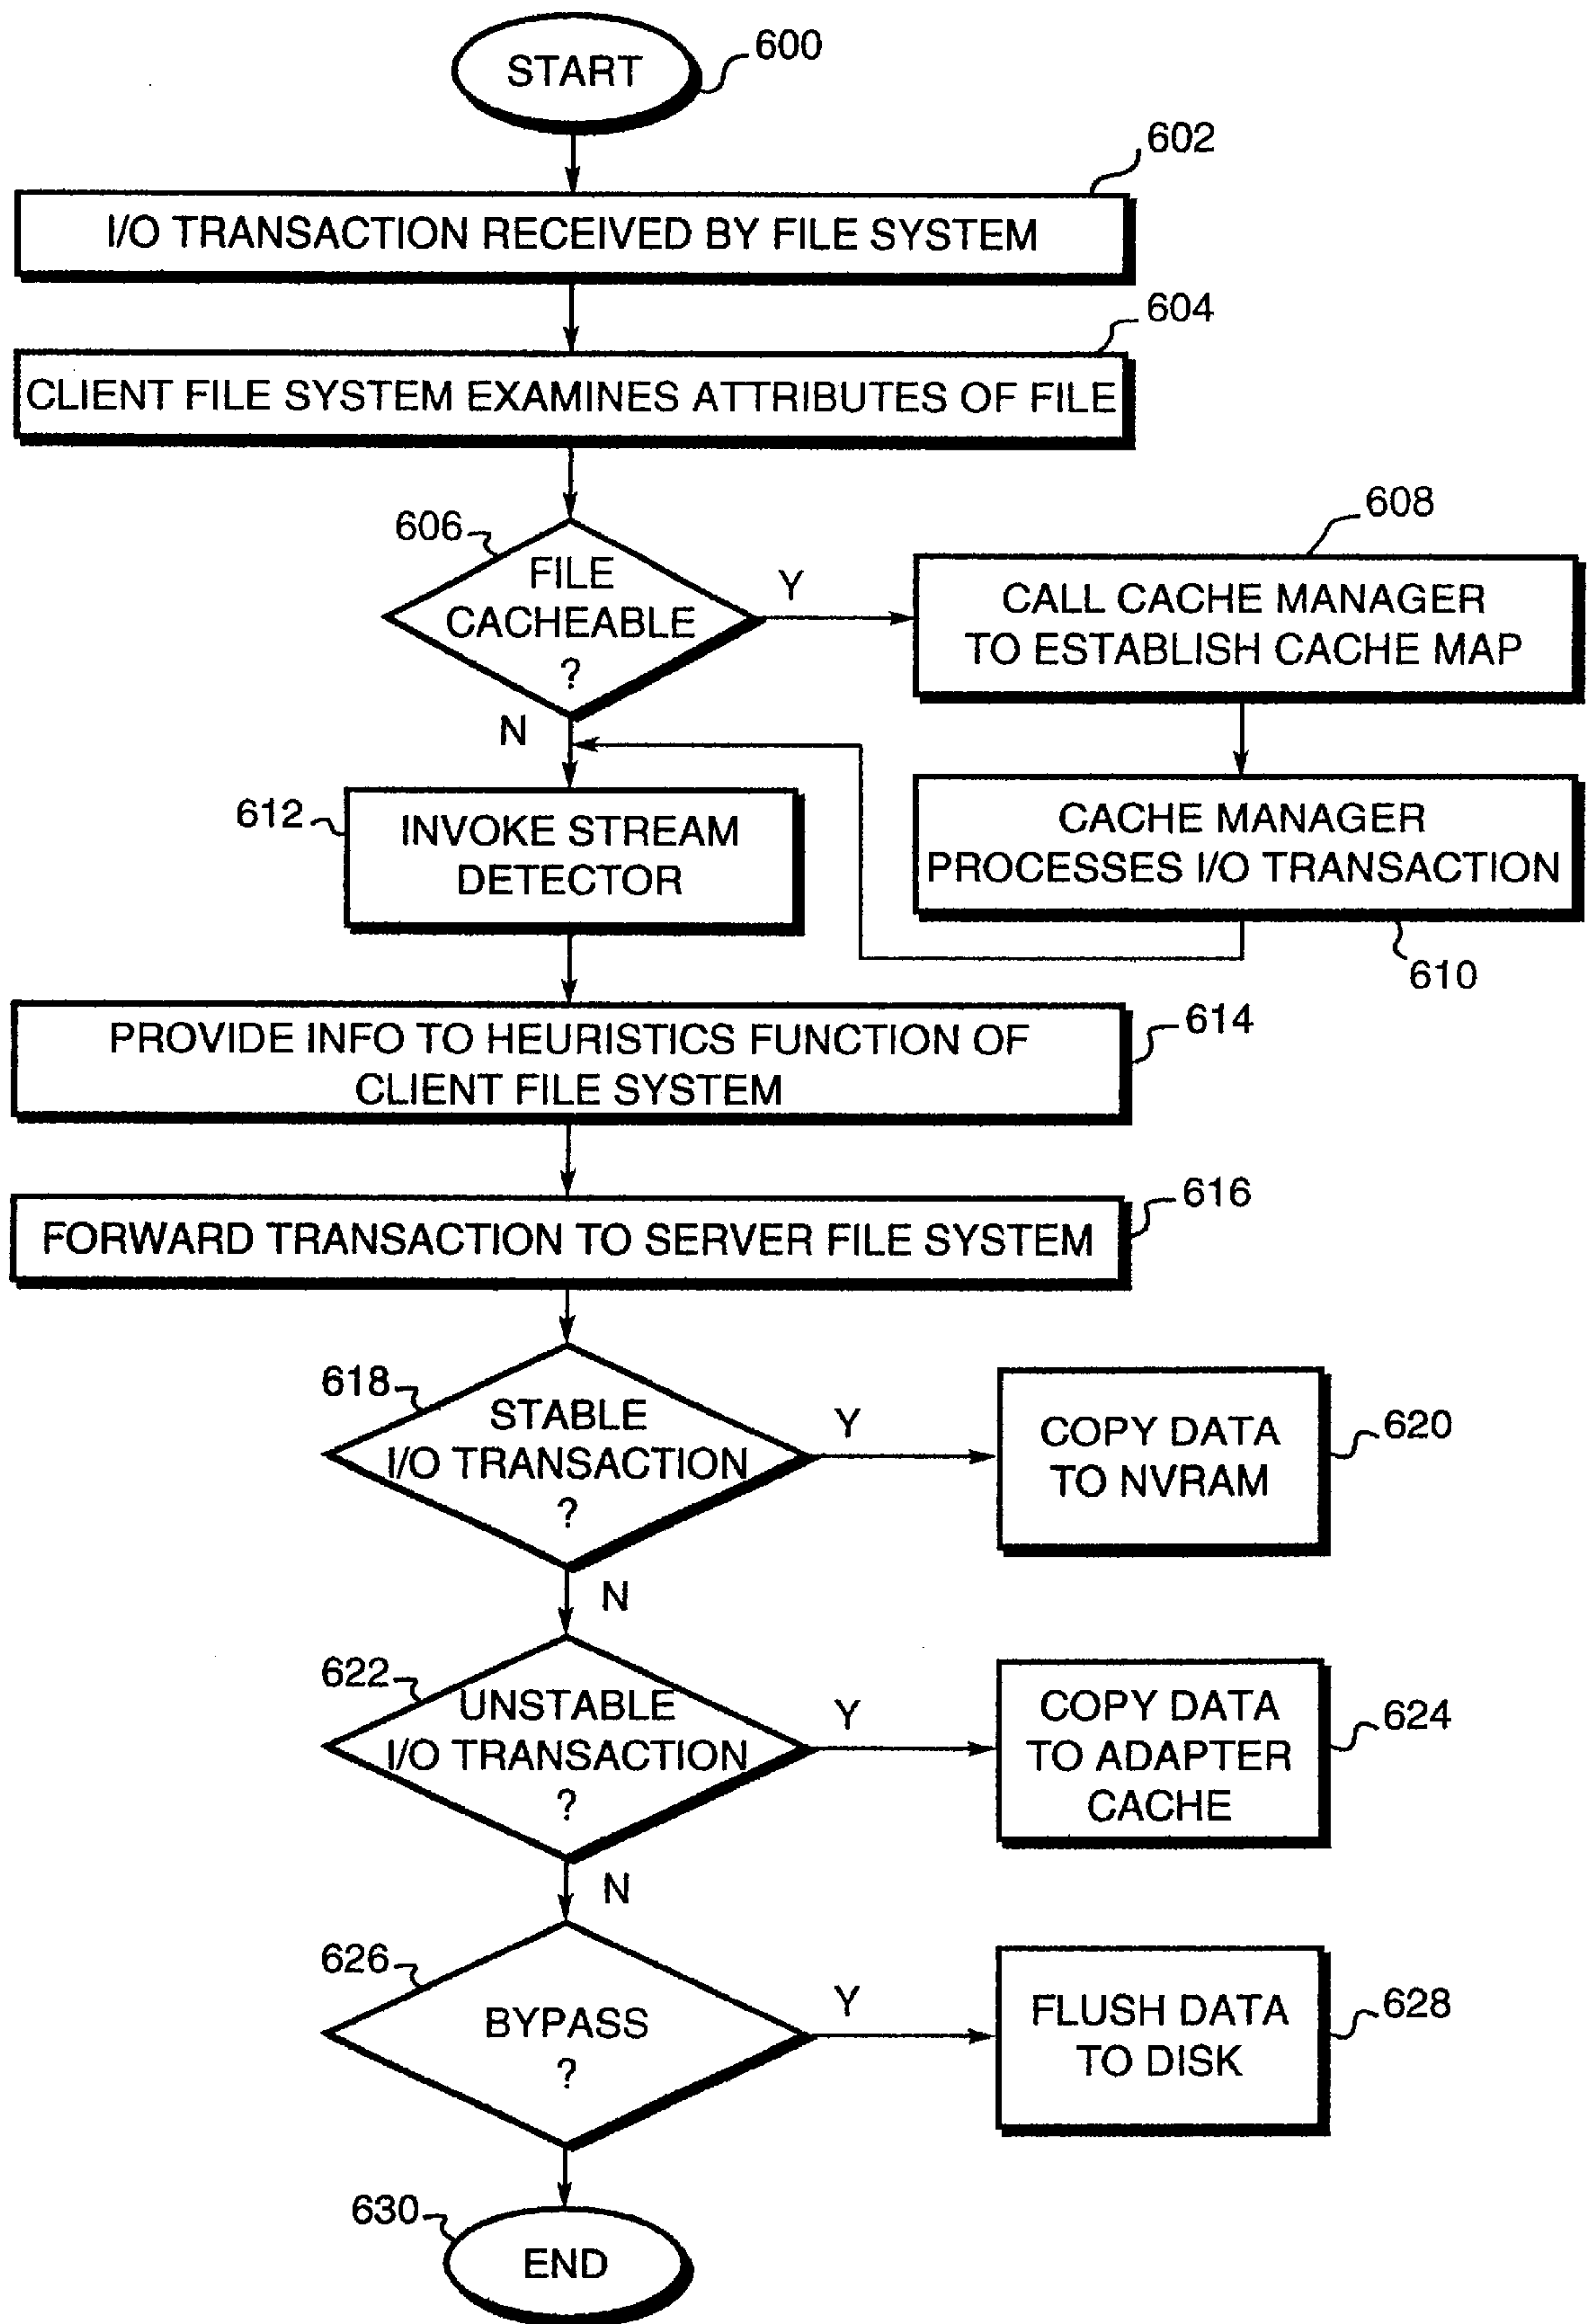 START
600
602
I/O TRANSACTION RECEIVED BY FILE SYSTEM
604
CLIENT FILE SYSTEM EXAMINES ATTRIBUTES OF FILE
606
FILE
CACHEABLE
?
Y
N
608
CALL CACHE MANAGER
TO ESTABLISH CACHE MAP
CACHE MANAGER
PROCESSES I/O TRANSACTION
610
612
INVOKE STREAM
DETECTOR
PROVIDE INFO TO HEURISTICS FUNCTION OF
CLIENT FILE SYSTEM
614
FORWARD TRANSACTION TO SERVER FILE SYSTEM
616
618
STABLE
I/O TRANSACTION
?
Y
N
COPY DATA
TO NVRAM
620
622
UNSTABLE
I/O TRANSACTION
?
Y
N
COPY DATA
TO ADAPTER
CACHE
624
626
BYPASS
?
Y
FLUSH DATA
TO DISK
628
630
END